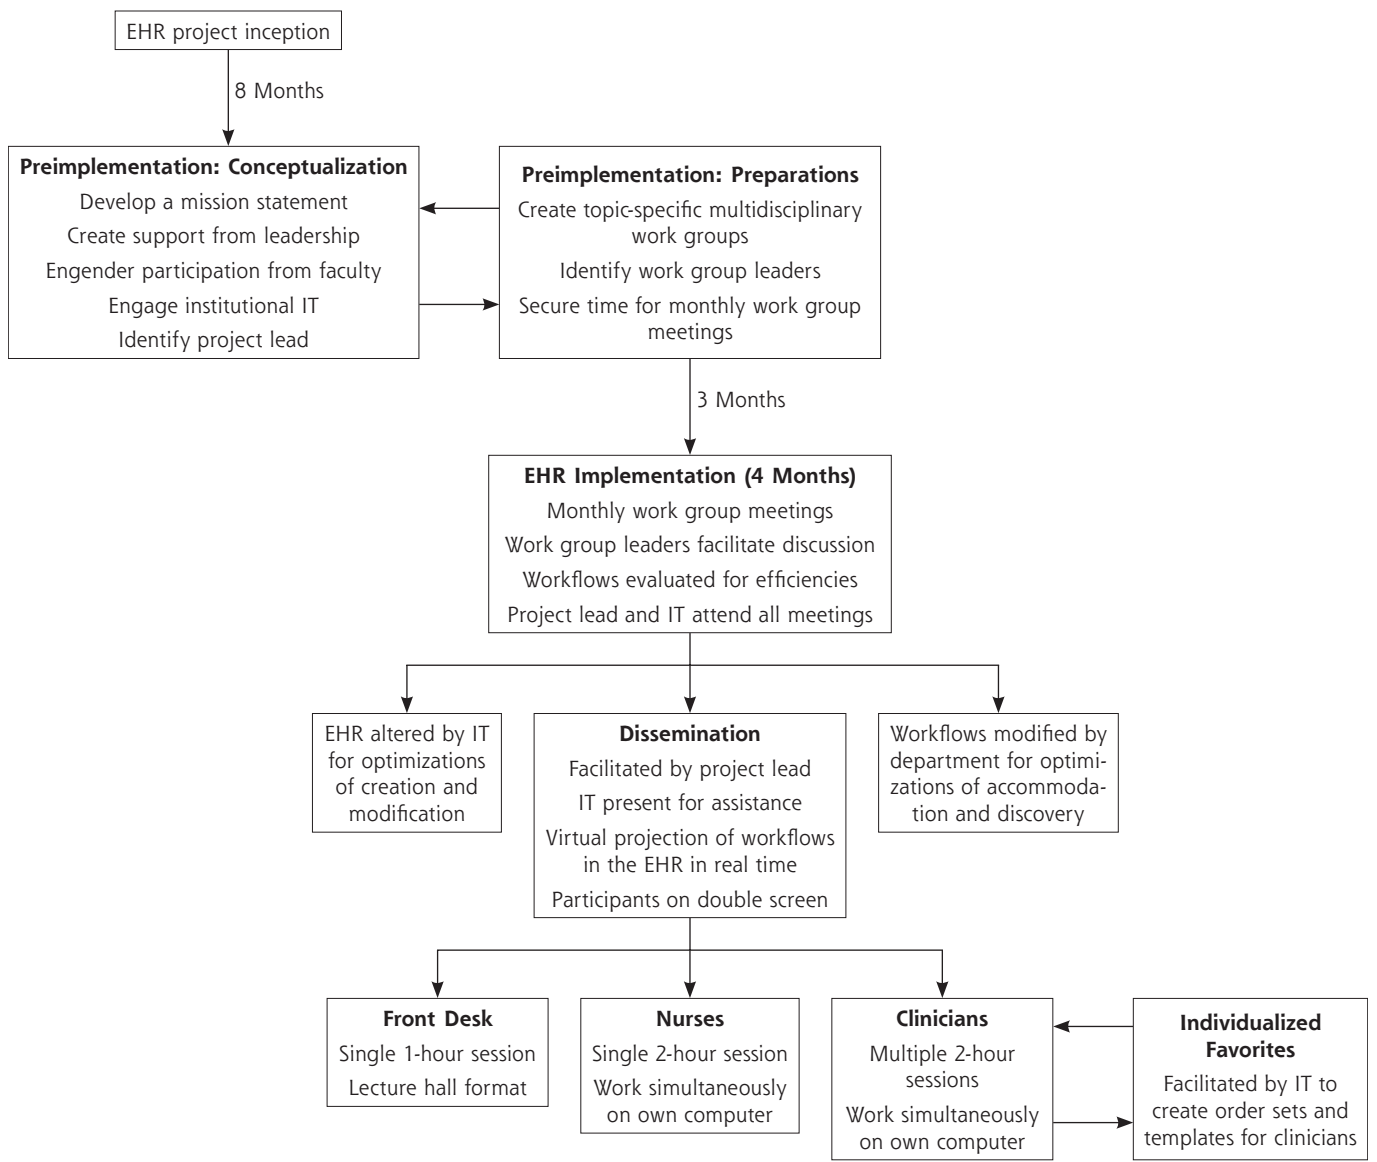 EHR project inception
8 Months
Preimplementation: Conceptualization
Develop a mission statement
Create support from leadership
Engender participation from faculty
Engage institutional IT
Identify project lead
Preimplementation: Preparations
Create topic-specific multidisciplinary
work groups
Identify work group leaders
Secure time for monthly work group
meetings
3 Months
EHR Implementation (4 Months)
Monthly work group meetings
Work group leaders facilitate discussion
Workflows evaluated for efficiencies
Project lead and IT attend all meetings
EHR altered by IT
for optimizations
of creation and
modification
Dissemination
Facilitated by project lead
IT present for assistance
Virtual projection of workflows
in the EHR in real time
Participants on double screen
Workflows modified by
department for optimi-
zations of accommoda-
tion and discovery
Front Desk
Single 1-hour session
Lecture hall format
Nurses
Single 2-hour session
Work simultaneously
on own computer
Clinicians
Multiple 2-hour
sessions
Work simultaneously
on own computer
Individualized
Favorites
Facilitated by IT to
create order sets and
templates for clinicians